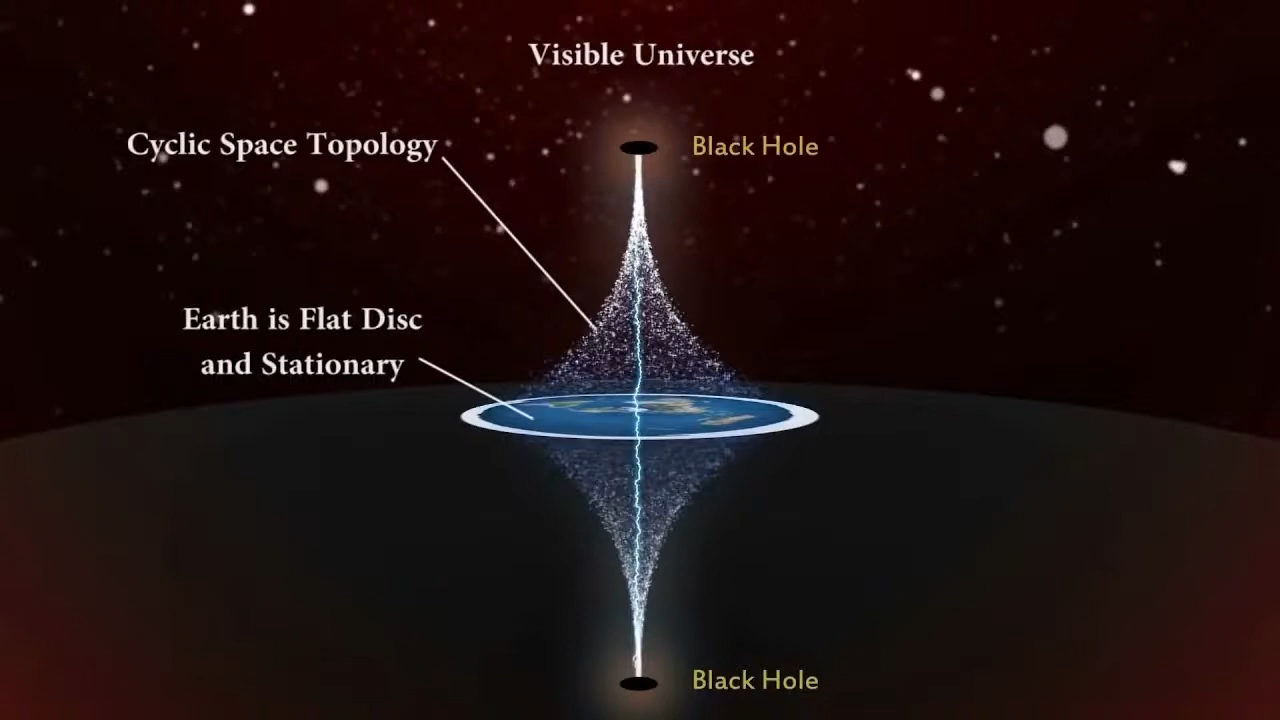 Visible Universe
Cyclic Space Topology
Black Hole
Earth is Flat Disc
and Stationary
Black Hole